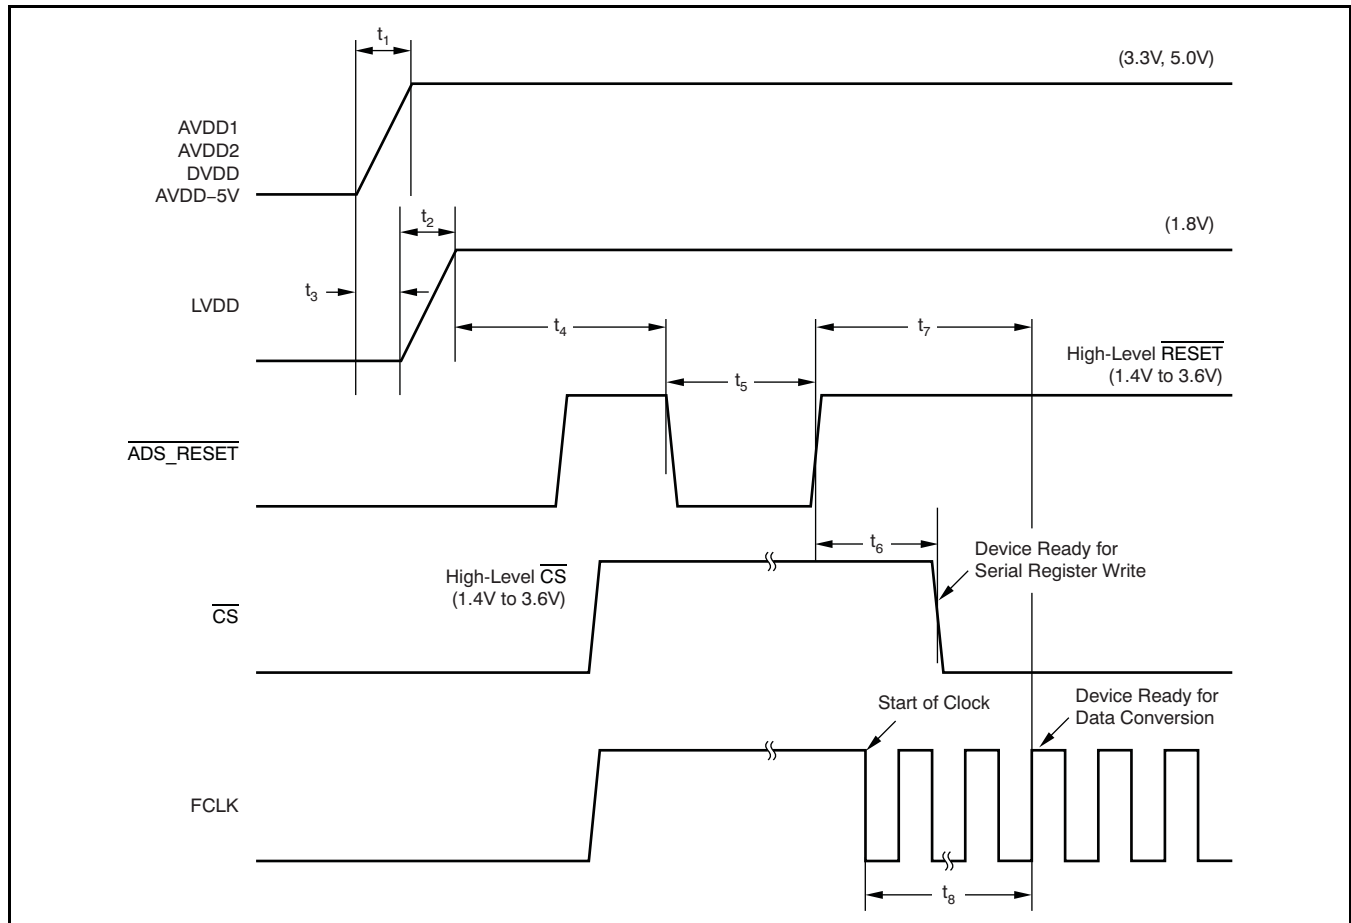 t1
(3.3V, 5.0V)
AVDD1
AVDD2
DVDD
AVDD−5V
t2
(1.8V)
t3
LVDD
t4
t7
High-Level RESET
(1.4V to 3.6V)
t5
ADS_RESET
t6
Device Ready for
Serial Register Write
High-Level CS
(1.4V to 3.6V)
CS
Start of Clock
Device Ready for
Data Conversion
FCLK
t8